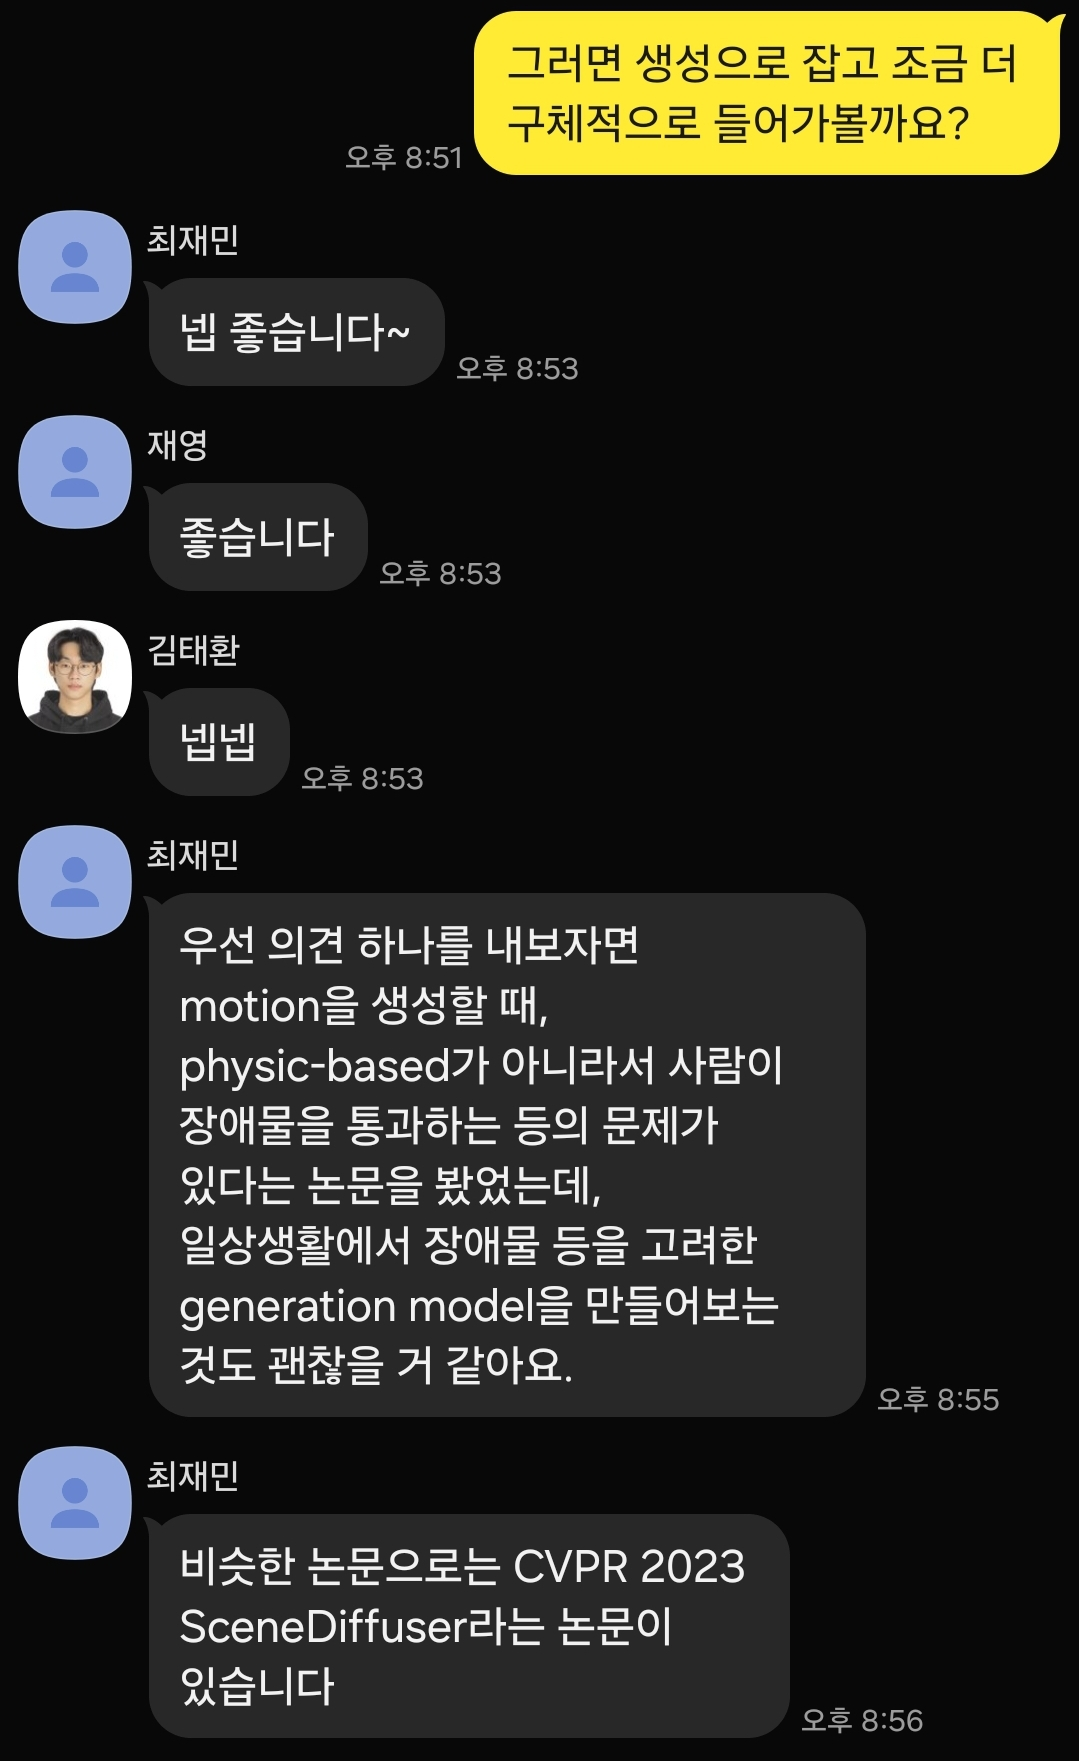 그러면 생성으로 잡고 조금 더
구체적으로 들어가볼까요?
오후 8:51
최재민
넵 좋습니다~
오후 8:53
재영
좋습니다
오후 8:53
김태환
넵넵
오후 8:53
최재민
우선 의견 하나를 내보자면
motion을 생성할 때,
physic-based가 아니라서 사람이
장애물을 통과하는 등의 문제가
있다는 논문을 봤었는데,
일상생활에서 장애물 등을 고려한
generation model을 만들어보는
것도 괜찮을 거 같아요.
오후 8:55
최재민
비슷한 논문으로는 CVPR 2023
SceneDiffuser라는 논문이
있습니다
오후 8:56